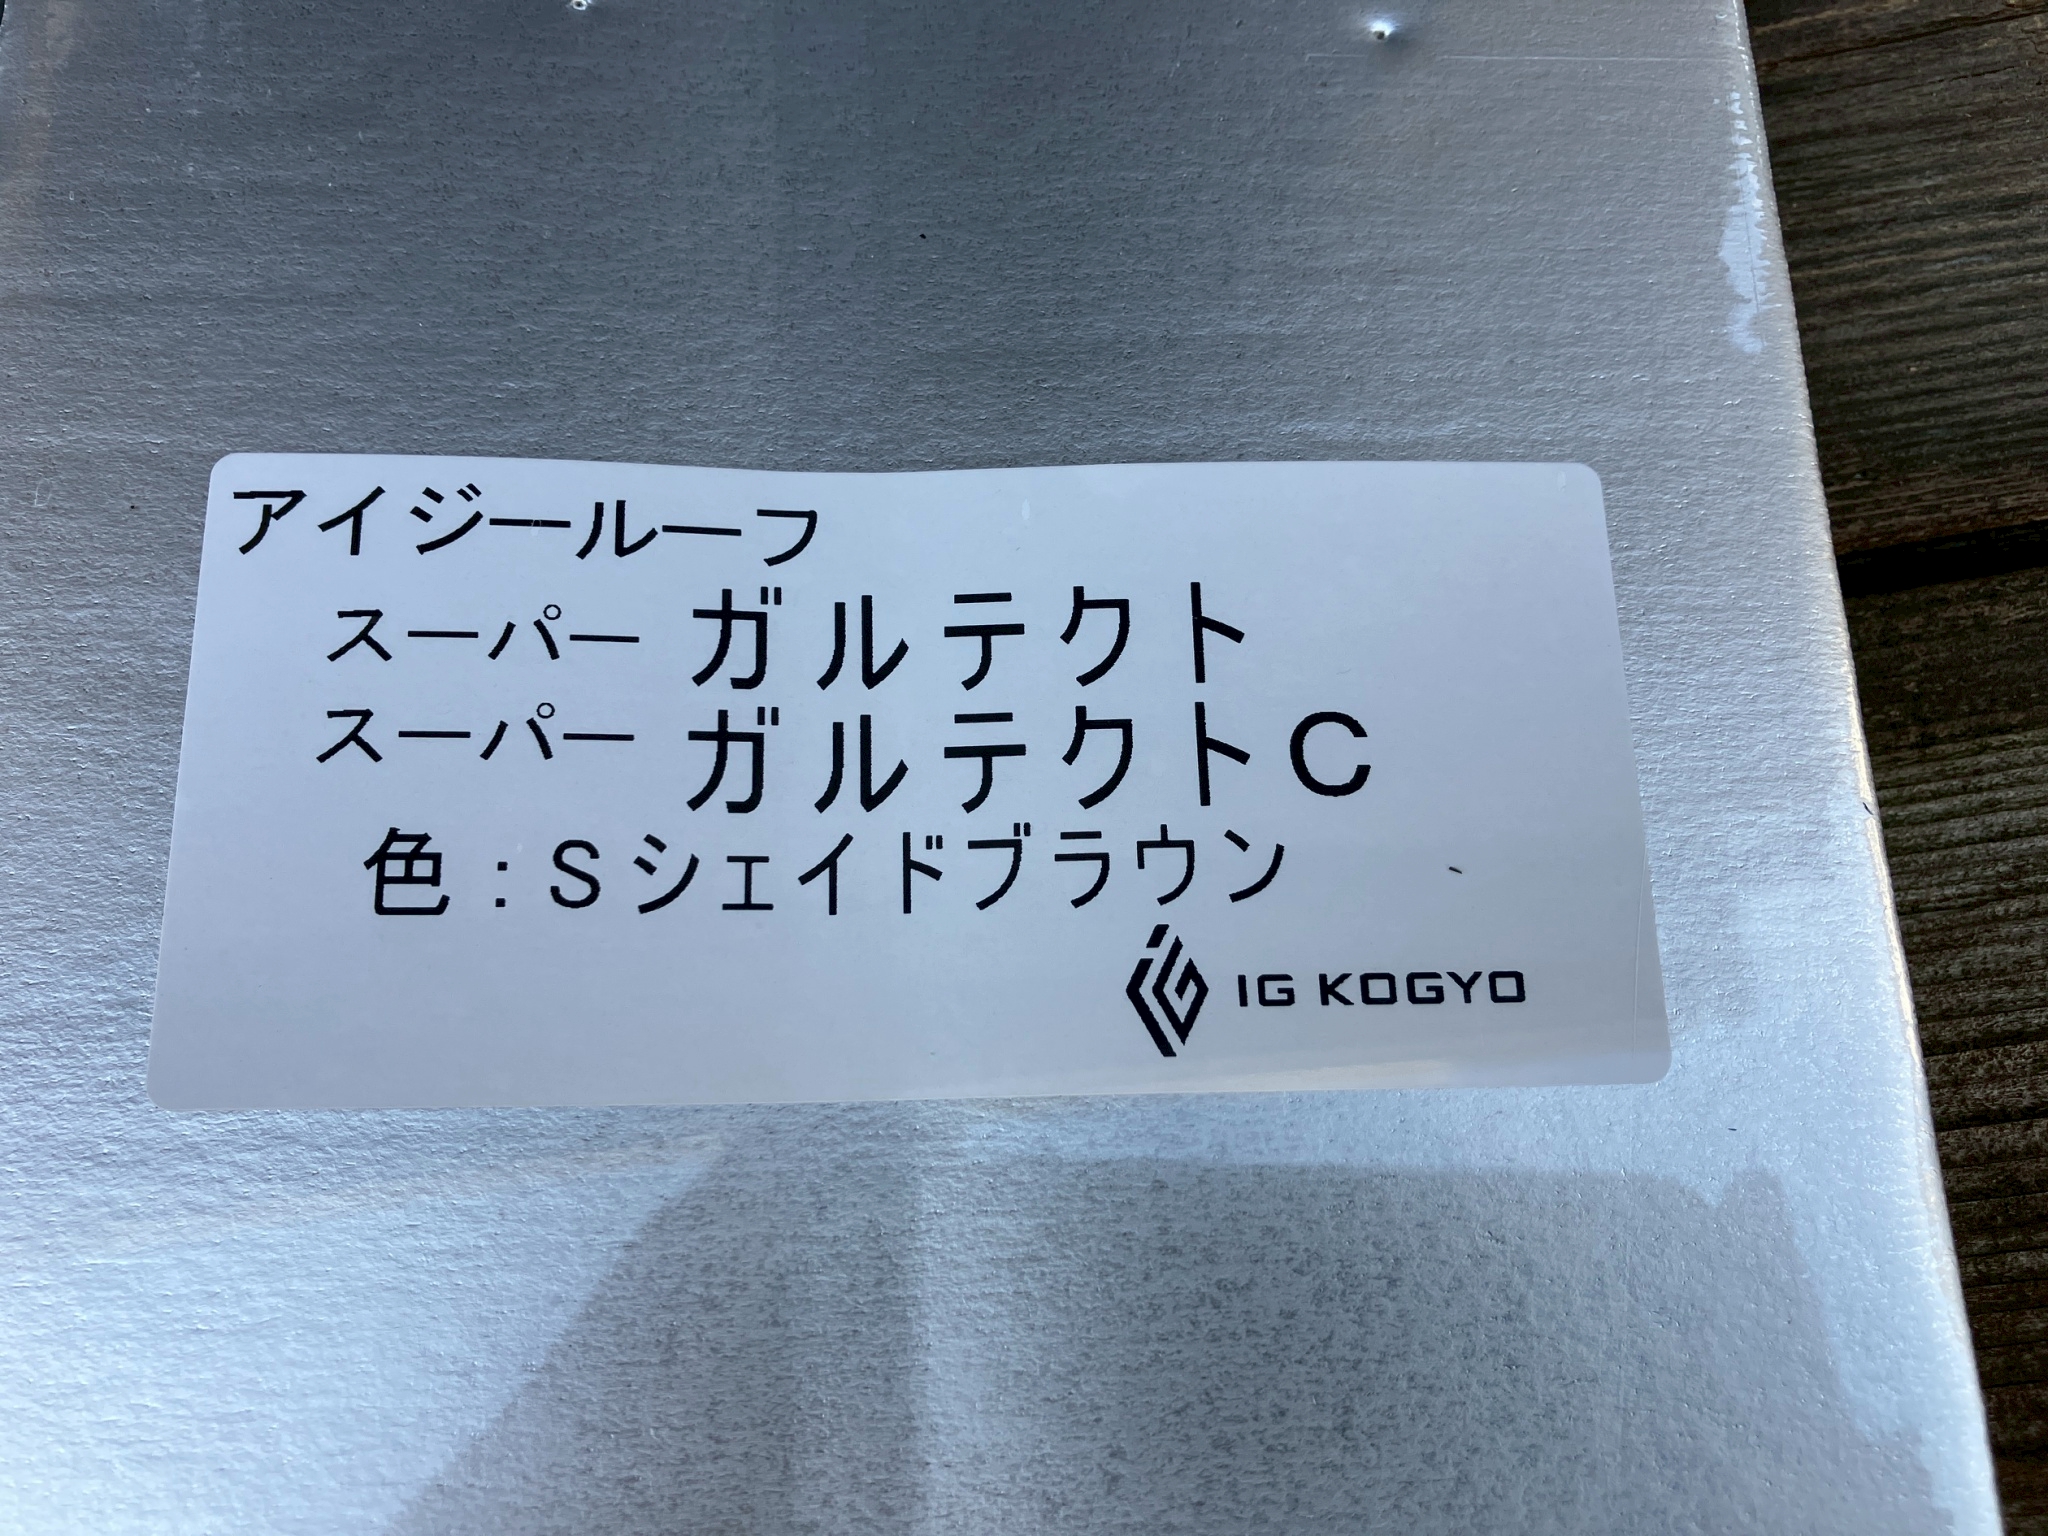 アイジールーフ
スーパー ガルテクト
スーパー ガルテクトC
色：Sシェイドブラウン
IG KOGYO